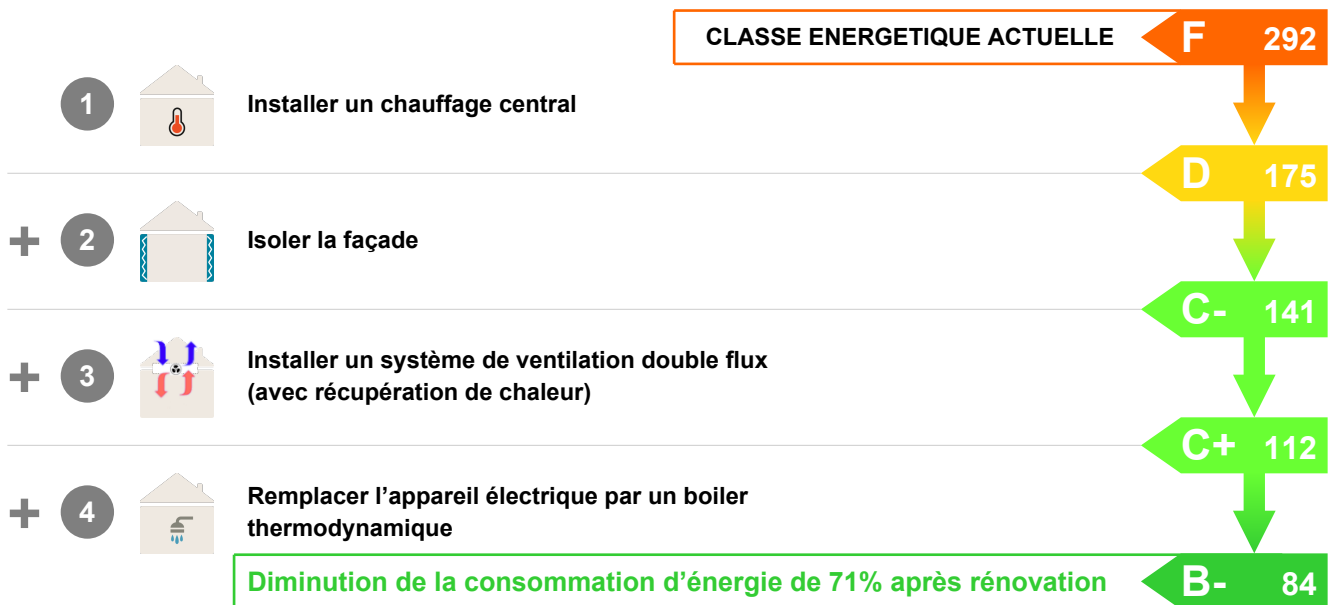 CLASSE ENERGETIQUE ACTUELLE F 292
1 Installer un chauffage central
D 175
+ 2 Isoler la façade
C- 141
+ 3 Installer un système de ventilation double flux
(avec récupération de chaleur)
C+ 112
+ 4 Remplacer l’appareil électrique par un boiler
thermodynamique
Diminution de la consommation d’énergie de 71% après rénovation B- 84